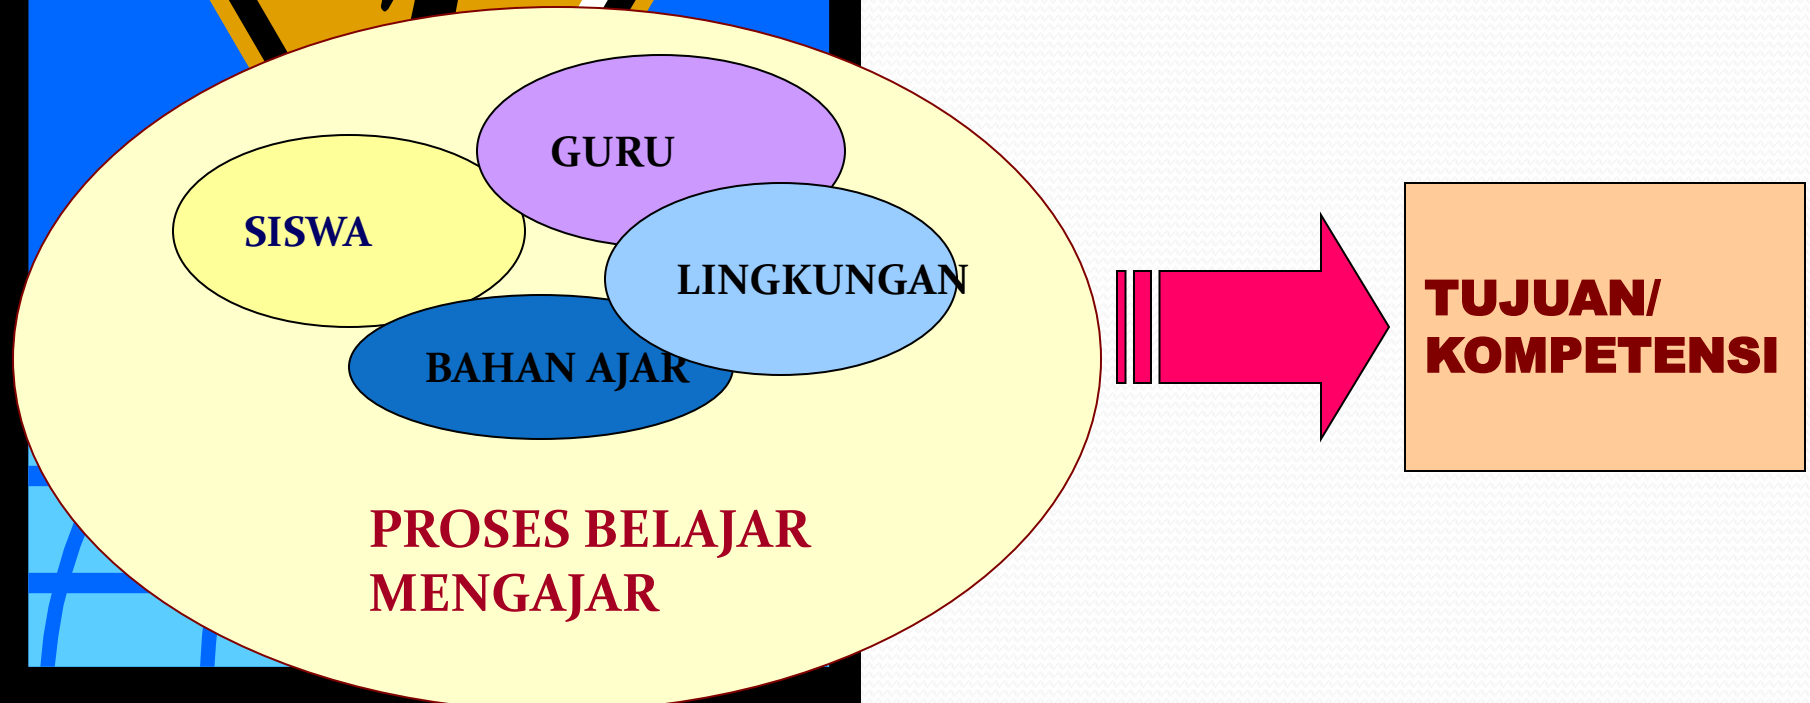 GURU
SISWA
LINGKUNGAN
BAHAN AJAR
PROSES BELAJAR
MENGAJAR
TUJUAN/
KOMPETENSI